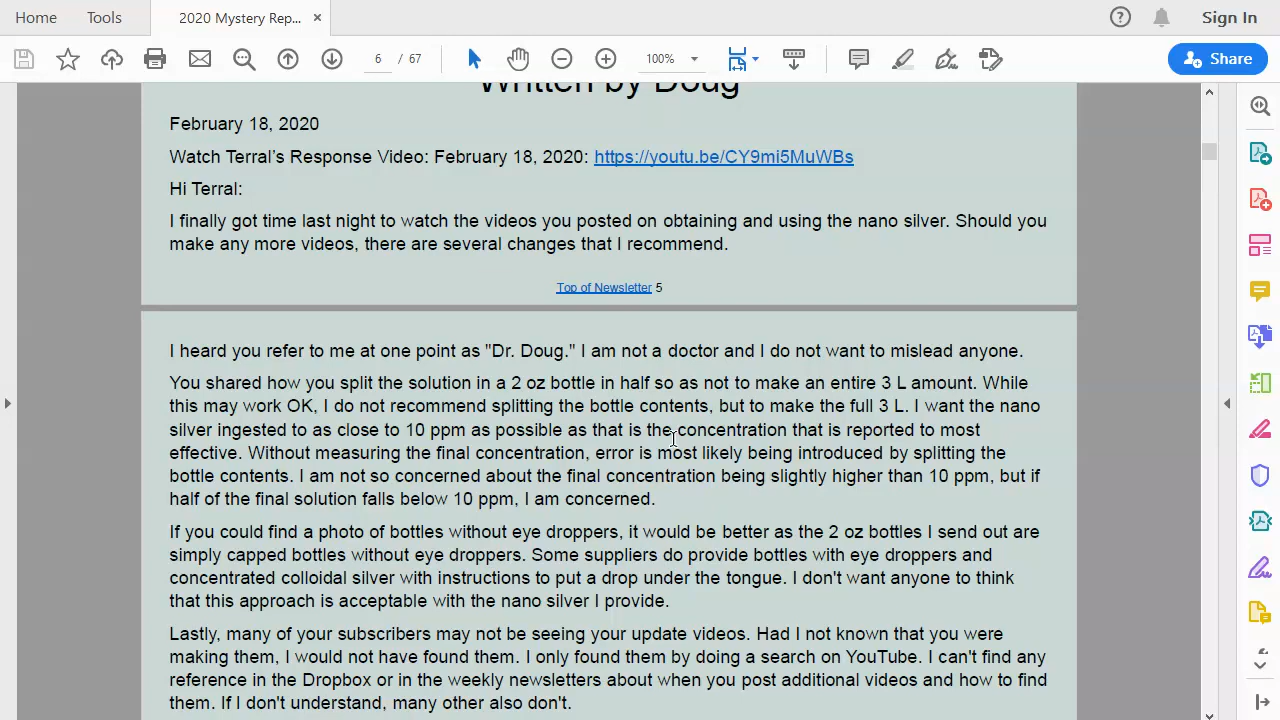 Home
Tools
2020 Mystery Rep...
Sign In
6 / 67
100%
Share
Written by Doug
February 18, 2020
Watch Terral's Response Video: February 18, 2020: https://youtu.be/CY9mi5MuWBs
Hi Terral:
I finally got time last night to watch the videos you posted on obtaining and using the nano silver. Should you
make any more videos, there are several changes that I recommend.
Top of Newsletter 5
I heard you refer to me at one point as "Dr. Doug." I am not a doctor and I do not want to mislead anyone.
You shared how you split the solution in a 2 oz bottle in half so as not to make an entire 3 L amount. While
this may work OK, I do not recommend splitting the bottle contents, but to make the full 3 L. I want the nano
silver ingested to as close to 10 ppm as possible as that is the concentration that is reported to most
effective. Without measuring the final concentration, error is most likely being introduced by splitting the
bottle contents. I am not so concerned about the final concentration being slightly higher than 10 ppm, but if
half of the final solution falls below 10 ppm, I am concerned.
If you could find a photo of bottles without eye droppers, it would be better as the 2 oz bottles I send out are
simply capped bottles without eye droppers. Some suppliers do provide bottles with eye droppers and
concentrated colloidal silver with instructions to put a drop under the tongue. I don't want anyone to think
that this approach is acceptable with the nano silver I provide.
Lastly, many of your subscribers may not be seeing your update videos. Had I not known that you were
making them, I would not have found them. I only found them by doing a search on YouTube. I can't find any
reference in the Dropbox or in the weekly newsletters about when you post additional videos and how to find
them. If I don't understand, many other also don't.